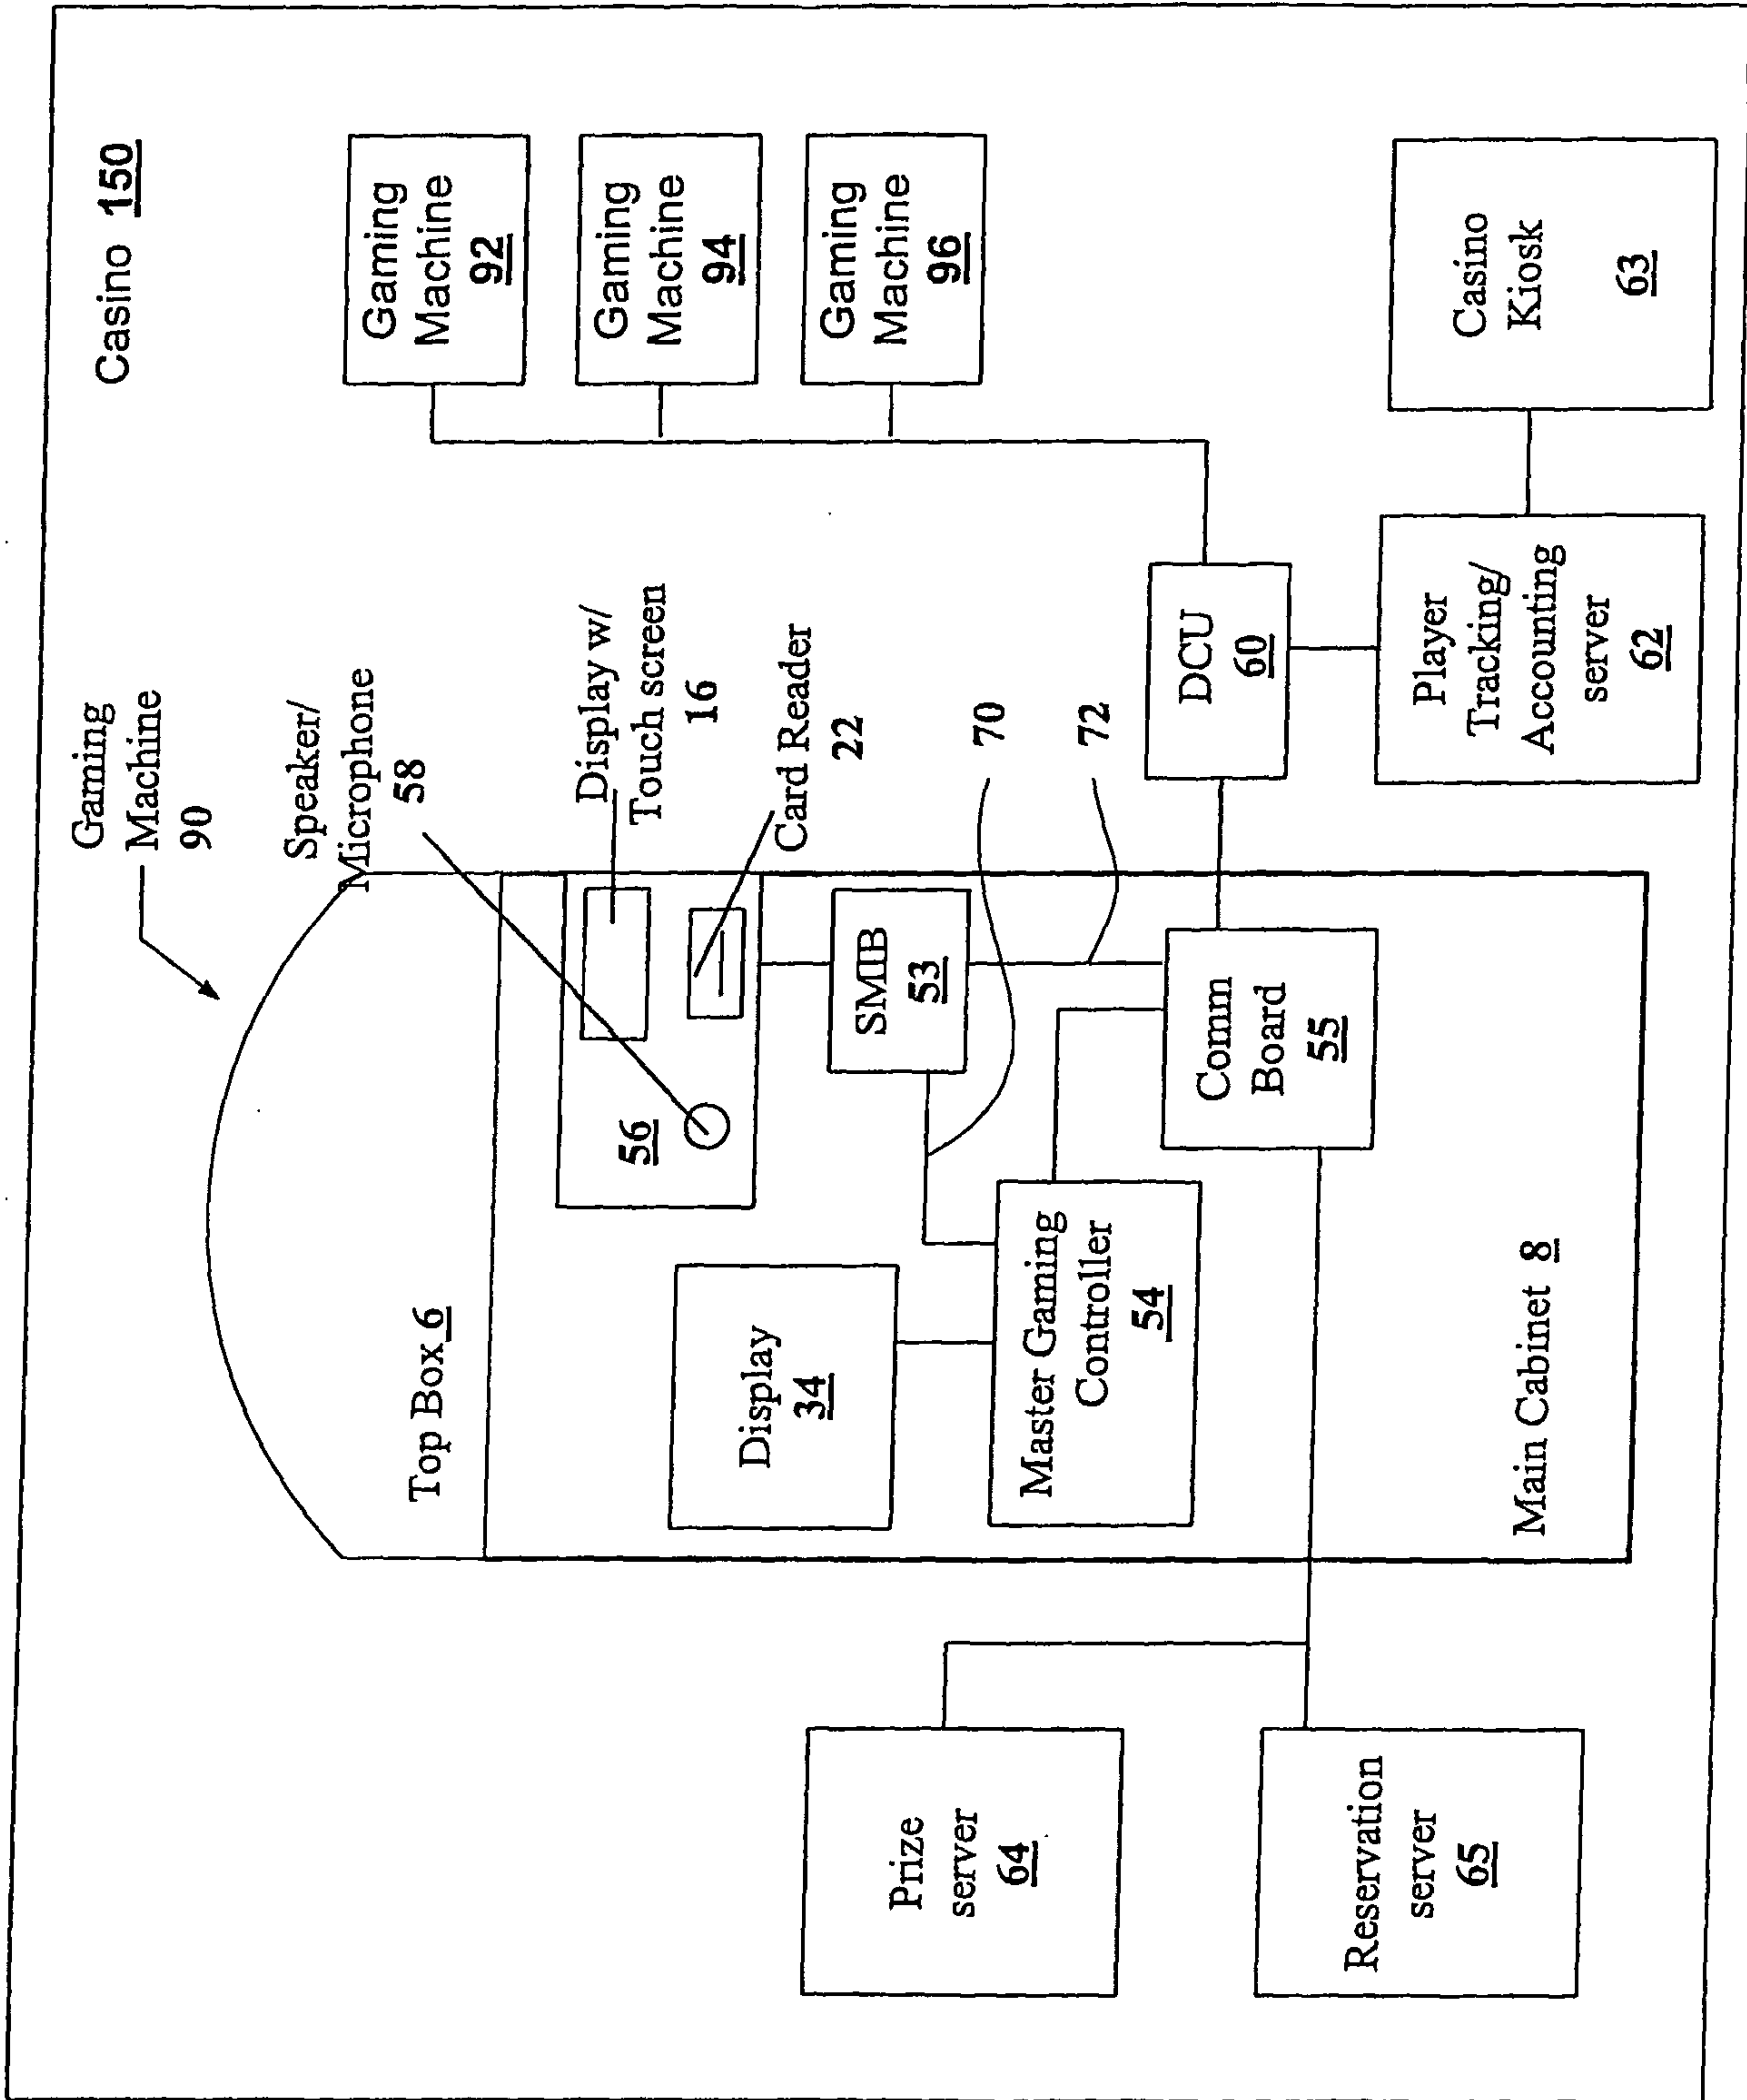 Casino 150
Gaming
Machine
90
Speaker/
Microphone
58
Display w/
Touch screen
16
Card Reader
22
70
72
Gaming
Machine
92
Gaming
Machine
94
Gaming
Machine
96
Top Box 6
56
Display
34
SMIB
53
Master Gaming
Controller
54
Comm
Board
55
Main Cabinet 8
DCU
60
Player
Tracking/
Accounting
server
62
Casino
Kiosk
63
Prize
server
64
Reservation
server
65